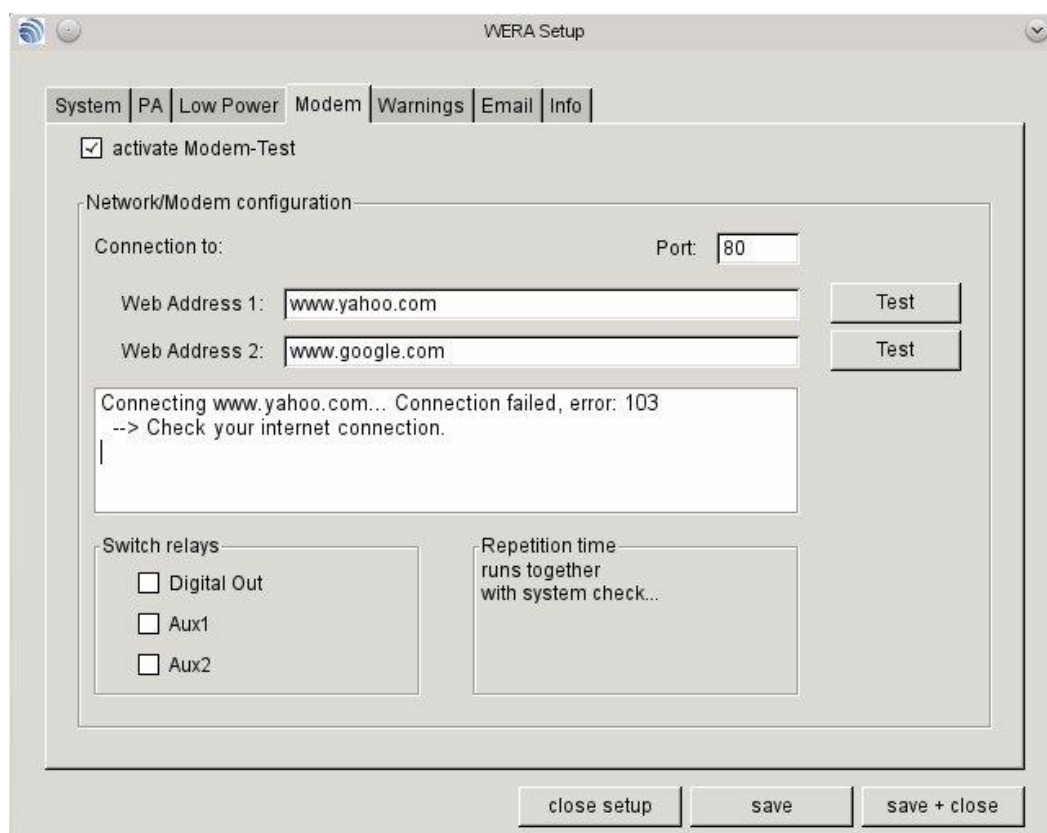 WERA Setup
System PA Low Power Modem Warnings Email Info
activate Modem-Test
Network/Modem configuration
Connection to:
Port: 80
Web Address 1: www.yahoo.com Test
Web Address 2: www.google.com Test
Connecting www.yahoo.com... Connection failed, error: 103
--> Check your internet connection.
Switch relays
Digital Out
Aux1
Aux2
Repetition time
runs together
with system check...
close setup save save + close